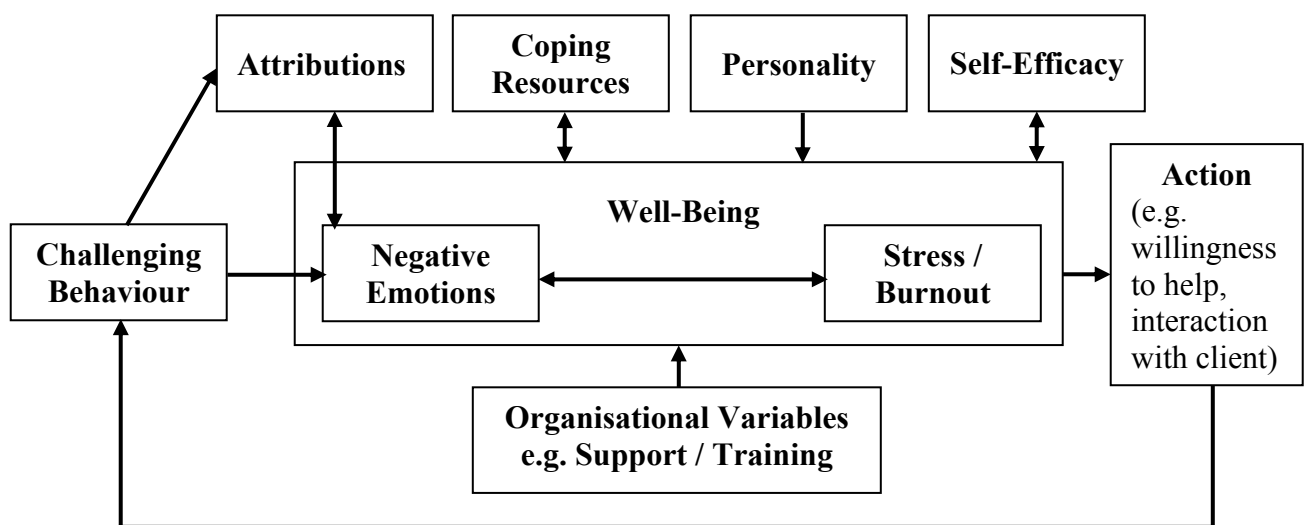 Attributions
Coping
Resources
Personality
Self-Efficacy
Well-Being
Challenging
Behaviour
Negative
Emotions
Stress /
Burnout
Action
(e.g.
willingness
to help,
interaction
with client)
Organisational Variables
e.g. Support / Training